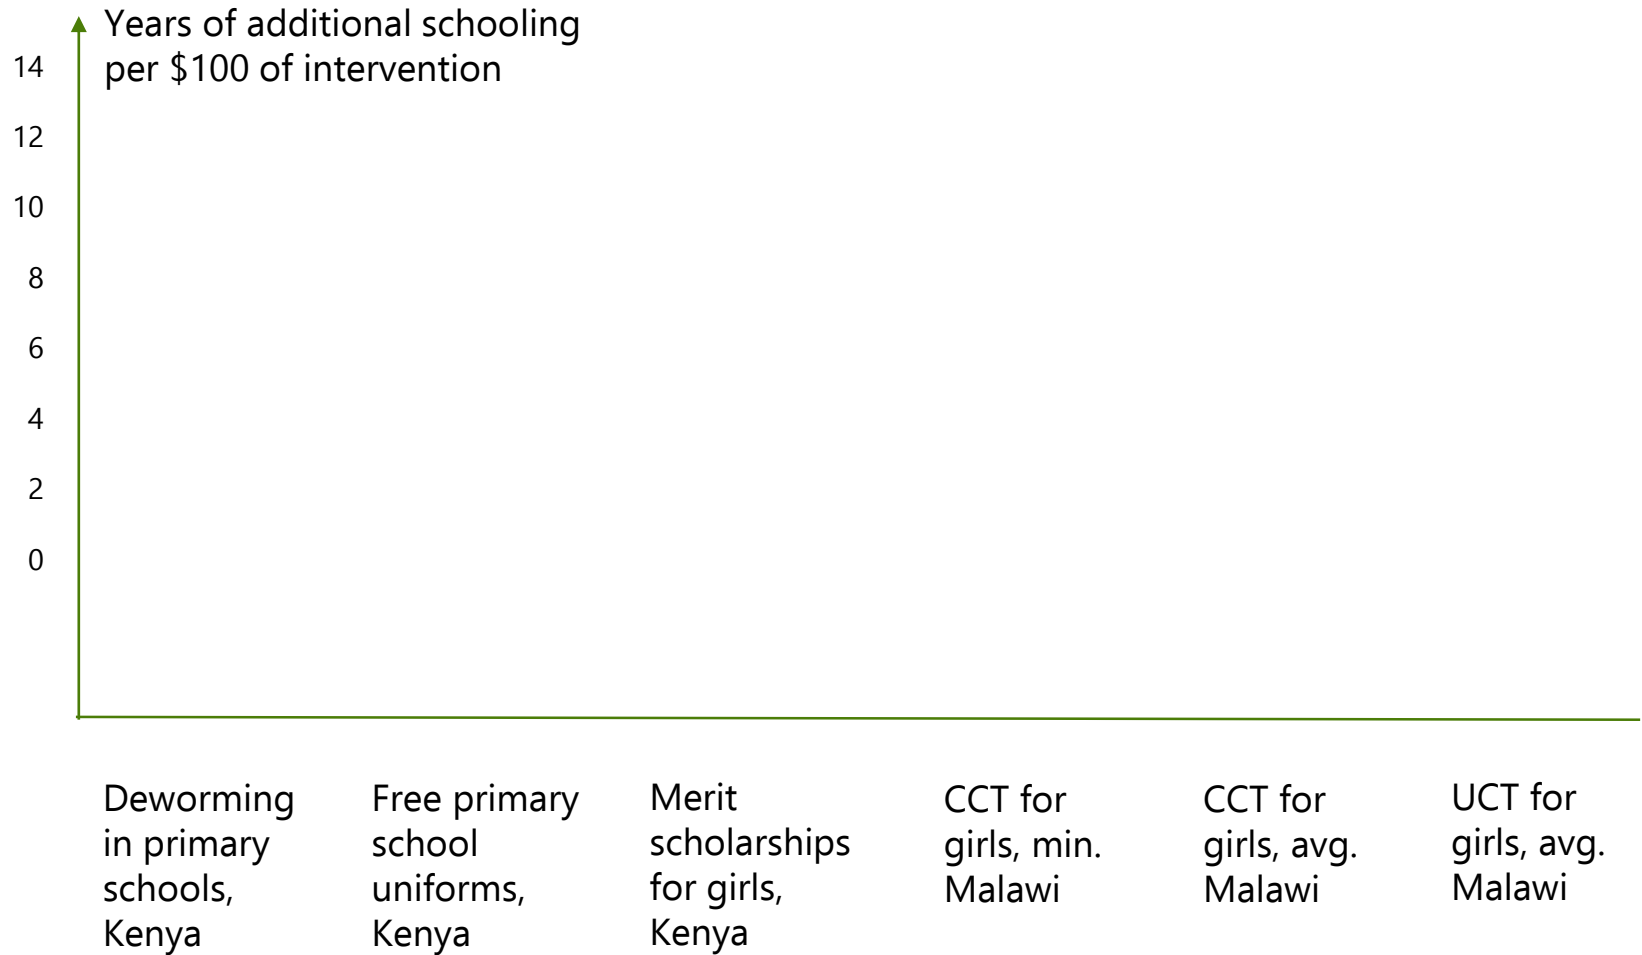 Years of additional schooling
per $100 of intervention
14
12
10
8
6
4
2
0
Deworming
in primary
schools,
Kenya
Free primary
school
uniforms,
Kenya
Merit
scholarships
for girls,
Kenya
CCT for
girls, min.
Malawi
CCT for
girls, avg.
Malawi
UCT for
girls, avg.
Malawi